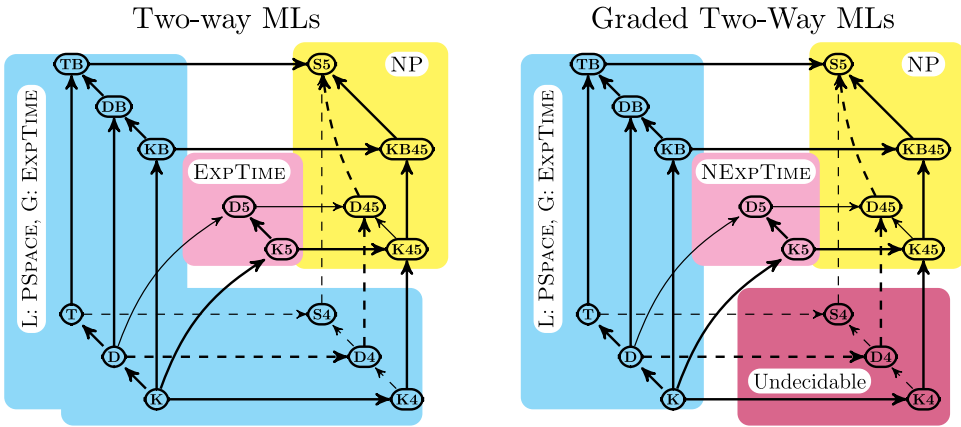 Two-way MLs
TB
S5
NP
DB
KB
KB45
EXPTIME
D5
D45
K5
K45
L: PSPACE, G: EXPTIME
T
S4
D
D4
K
K4
Graded Two-Way MLs
TB
S5
NP
DB
KB
KB45
NEXPTIME
D5
D45
K5
K45
L: PSPACE, G: EXPTIME
T
S4
D
D4
Undecidable
K
K4